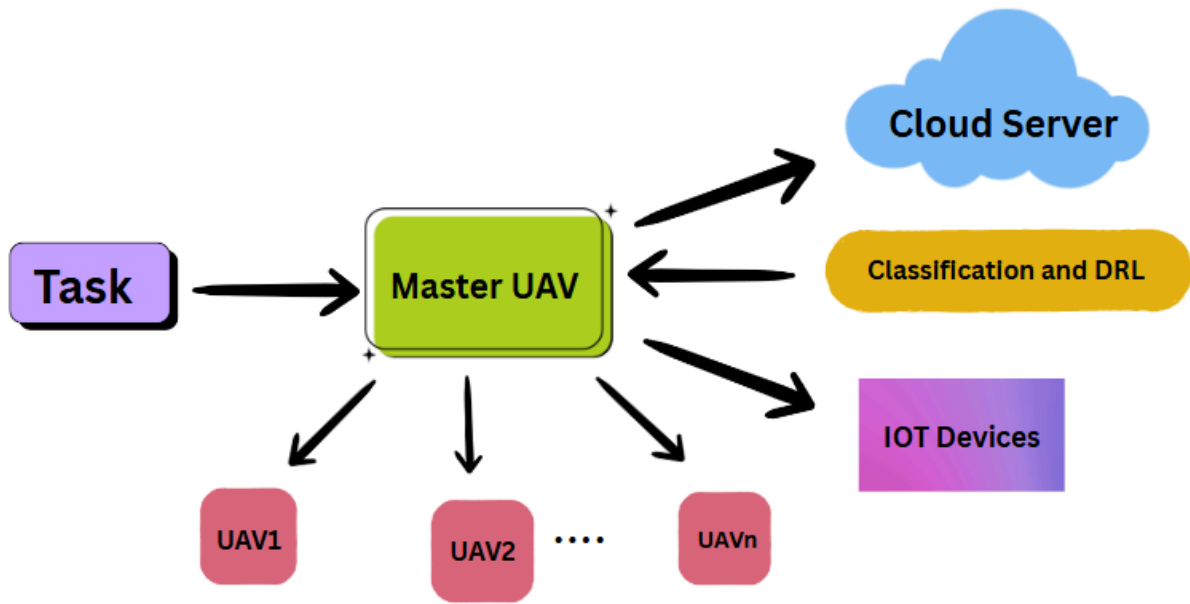 Cloud Server
Classification and DRL
Task
Master UAV
IOT Devices
UAV1
UAV2
....
UAVn